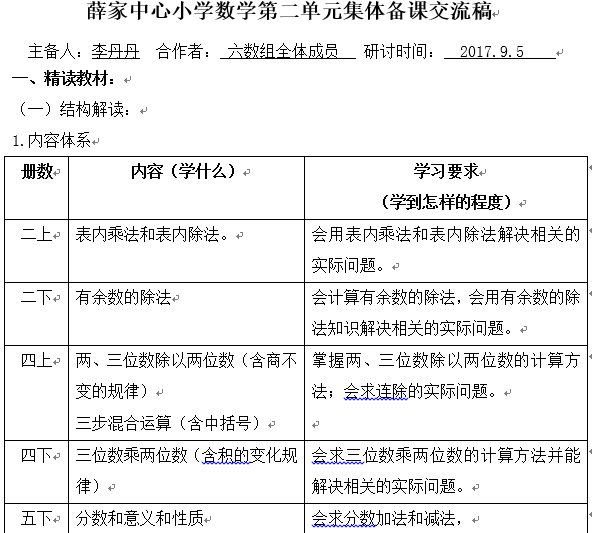 薛家中心小学数学第二单元集体备课交流稿
主备人：李丹丹 合作者： 六数组全体成员 研讨时间： 2017.9.5
一、精读教材：
（一）结构解读：
1.内容体系
册数 内容（学什么） 学习要求
（学到怎样的程度）
二上 表内乘法和表内除法。 会用表内乘法和表内除法解决相关的
实际问题。
二下 有余数的除法 会计算有余数的除法，会用有余数的除
法知识解决相关的实际问题。
四上 两、三位数除以两位数（含商不 掌握两、三位数除以两位数的计算方
变的规律） 法；会求连除的实际问题。
三步混合运算（含中括号）
四下 三位数乘两位数（含积的变化规 会求三位数乘两位数的计算方法并能
律） 解决相关的实际问题。
五下 分数和意义和性质 会求分数加法和减法，